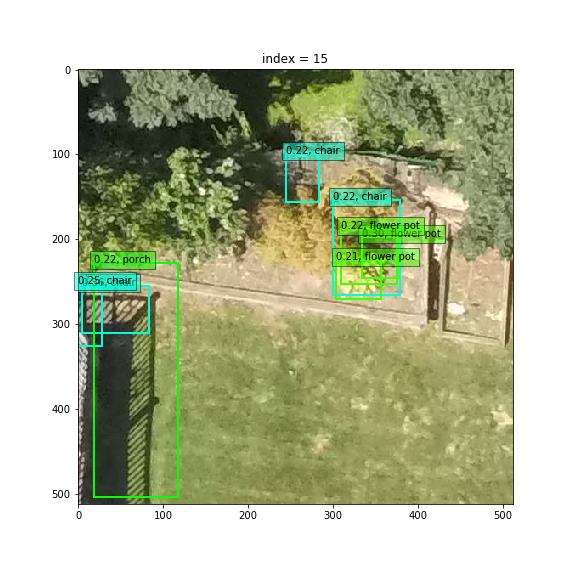 index = 15
0
100
0.22, chair
0.22, chair
200
0.22, flower pot
0.30, flower pot
0.21, flower pot
0.22, porch
0.25, chair
300
400
500
0 100 200 300 400 500